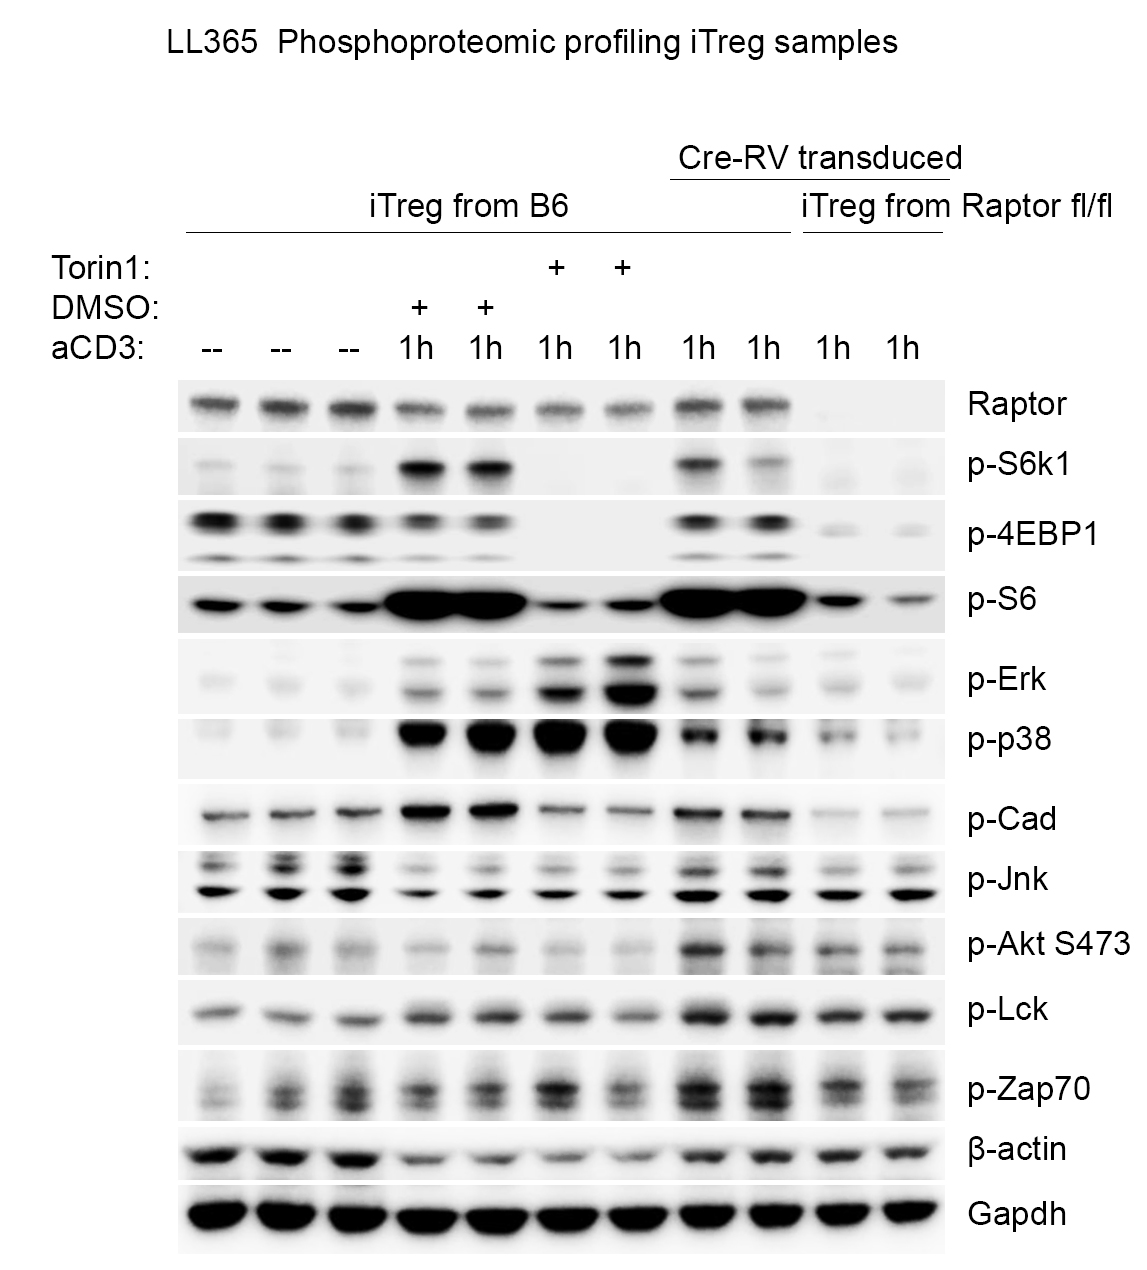 LL365  Phosphoproteomic profiling iTreg samples
Cre-RV transduced
iTreg from B6
iTreg from Raptor fl/fl
Torin1: + +
DMSO: + +
aCD3: -- -- -- 1h 1h 1h 1h 1h 1h 1h 1h
Raptor
p-S6k1
p-4EBP1
p-S6
p-Erk
p-p38
p-Cad
p-Jnk
p-Akt S473
p-Lck
p-Zap70
β-actin
Gapdh